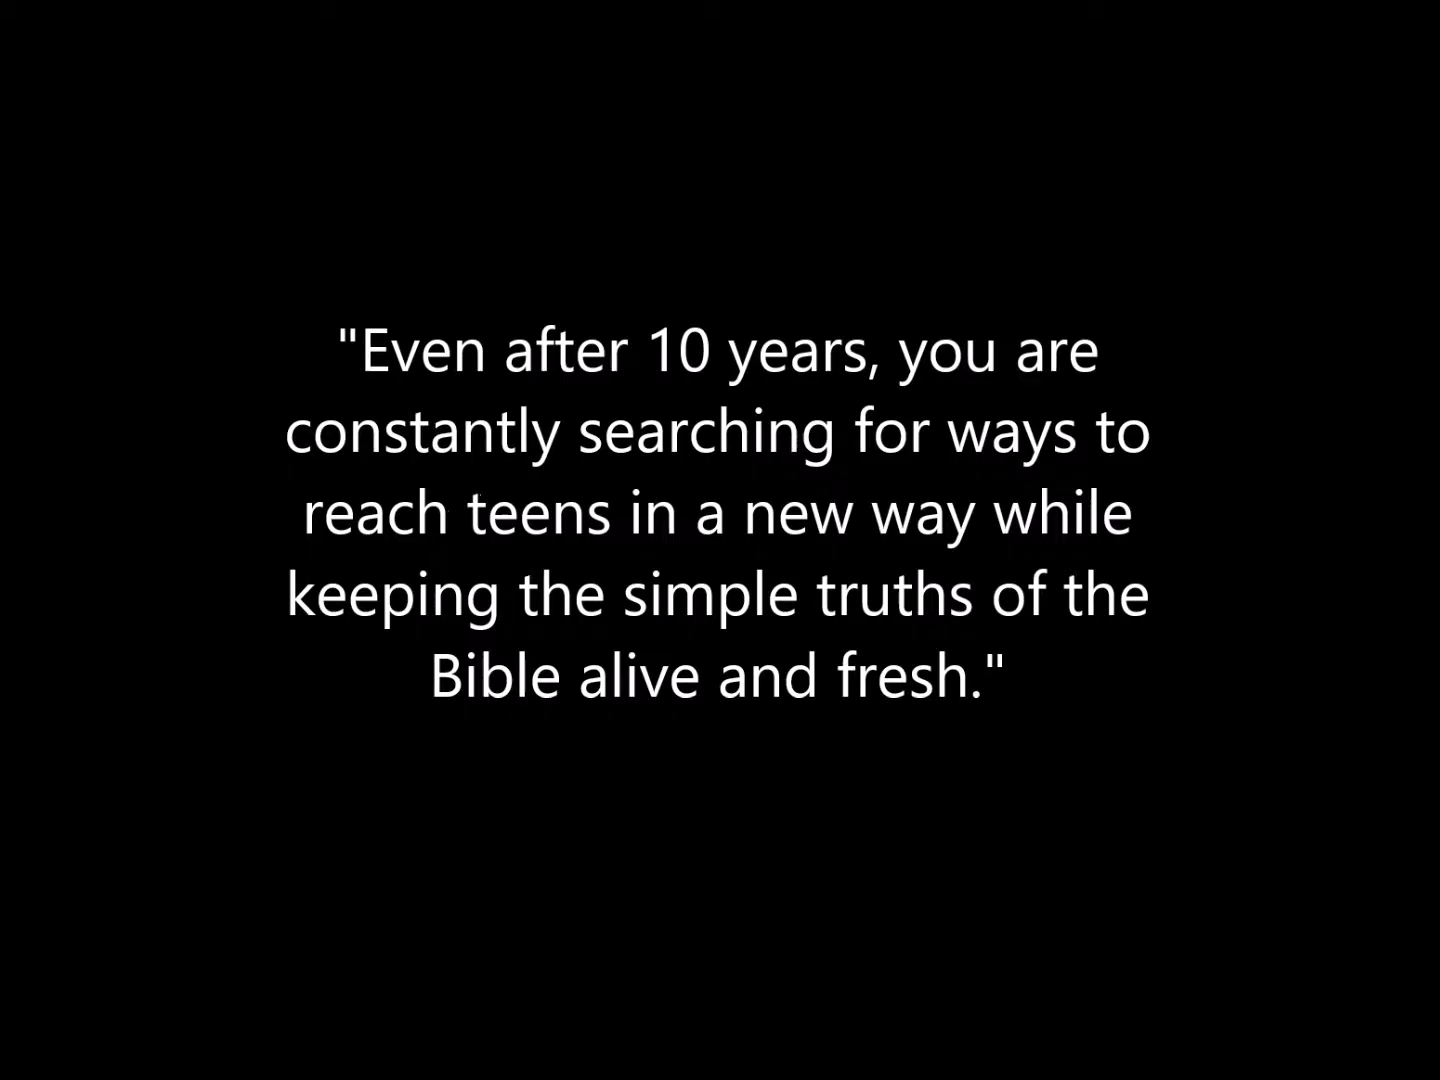 "Even after 10 years, you are
constantly searching for ways to
reach teens in a new way while
keeping the simple truths of the
Bible alive and fresh."